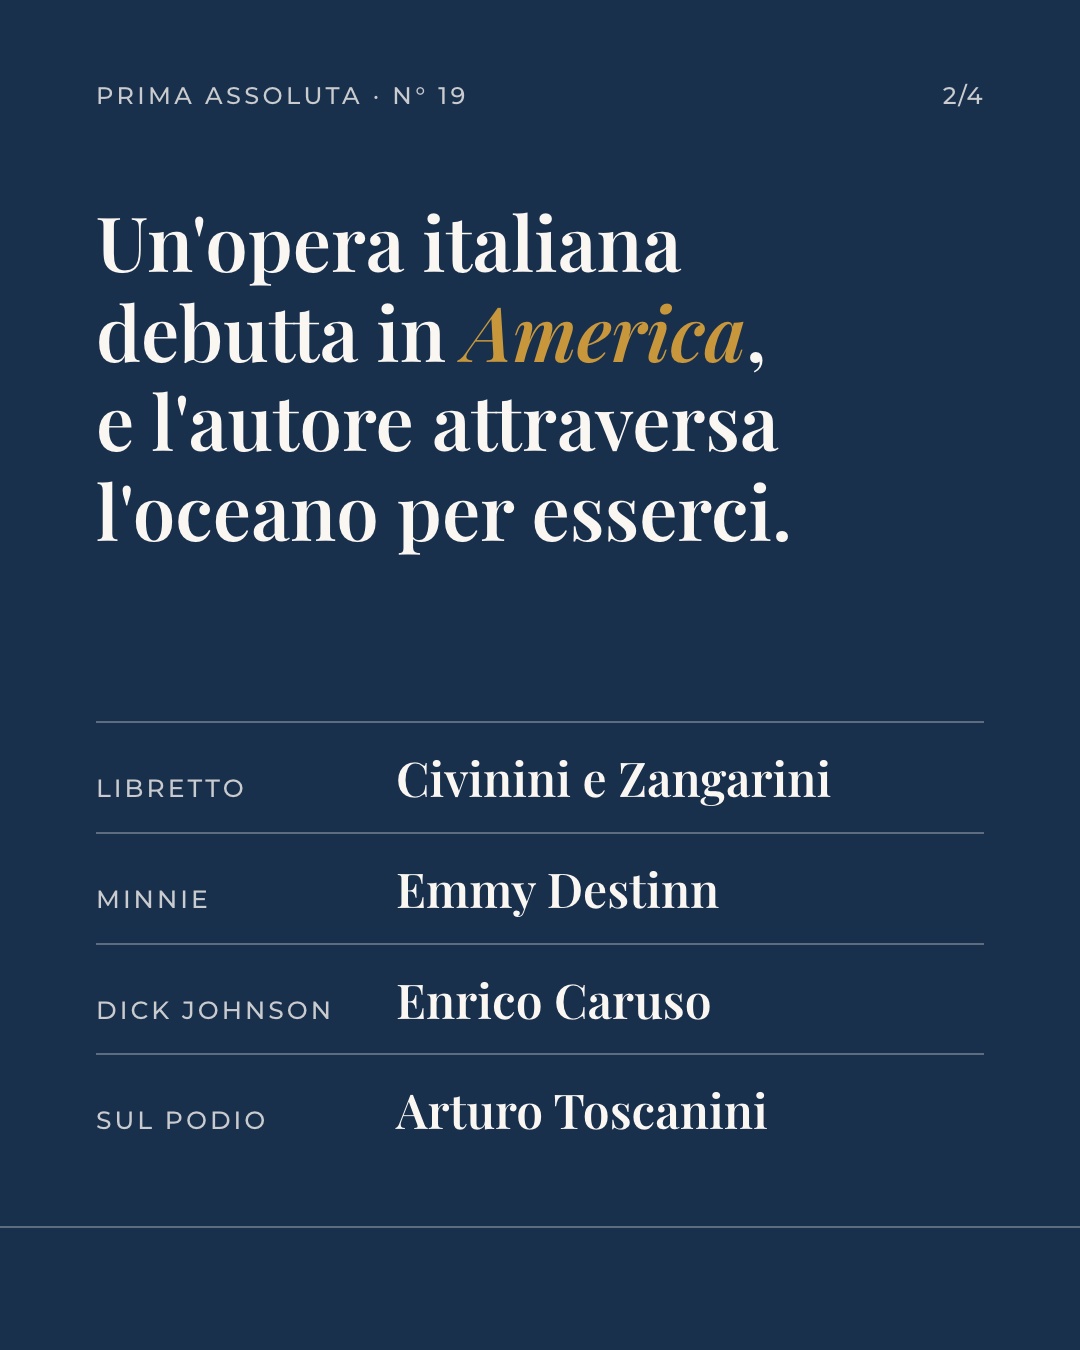 PRIMA ASSOLUTA · N° 19
2/4
Un'opera italiana
debutta in America,
e l'autore attraversa
l'oceano per esserci.
LIBRETTO Civinini e Zangarini
MINNIE Emmy Destinn
DICK JOHNSON Enrico Caruso
SUL PODIO Arturo Toscanini